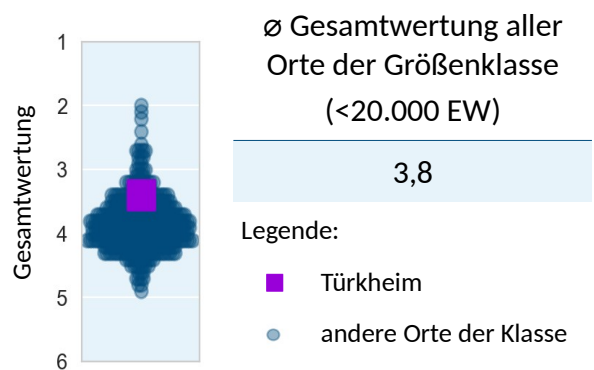 Gesamtwertung
1
2
3
4
5
6
⌀ Gesamtwertung aller
Orte der Größenklasse
(<20.000 EW)
3,8
Legende:
Türkheim
andere Orte der Klasse